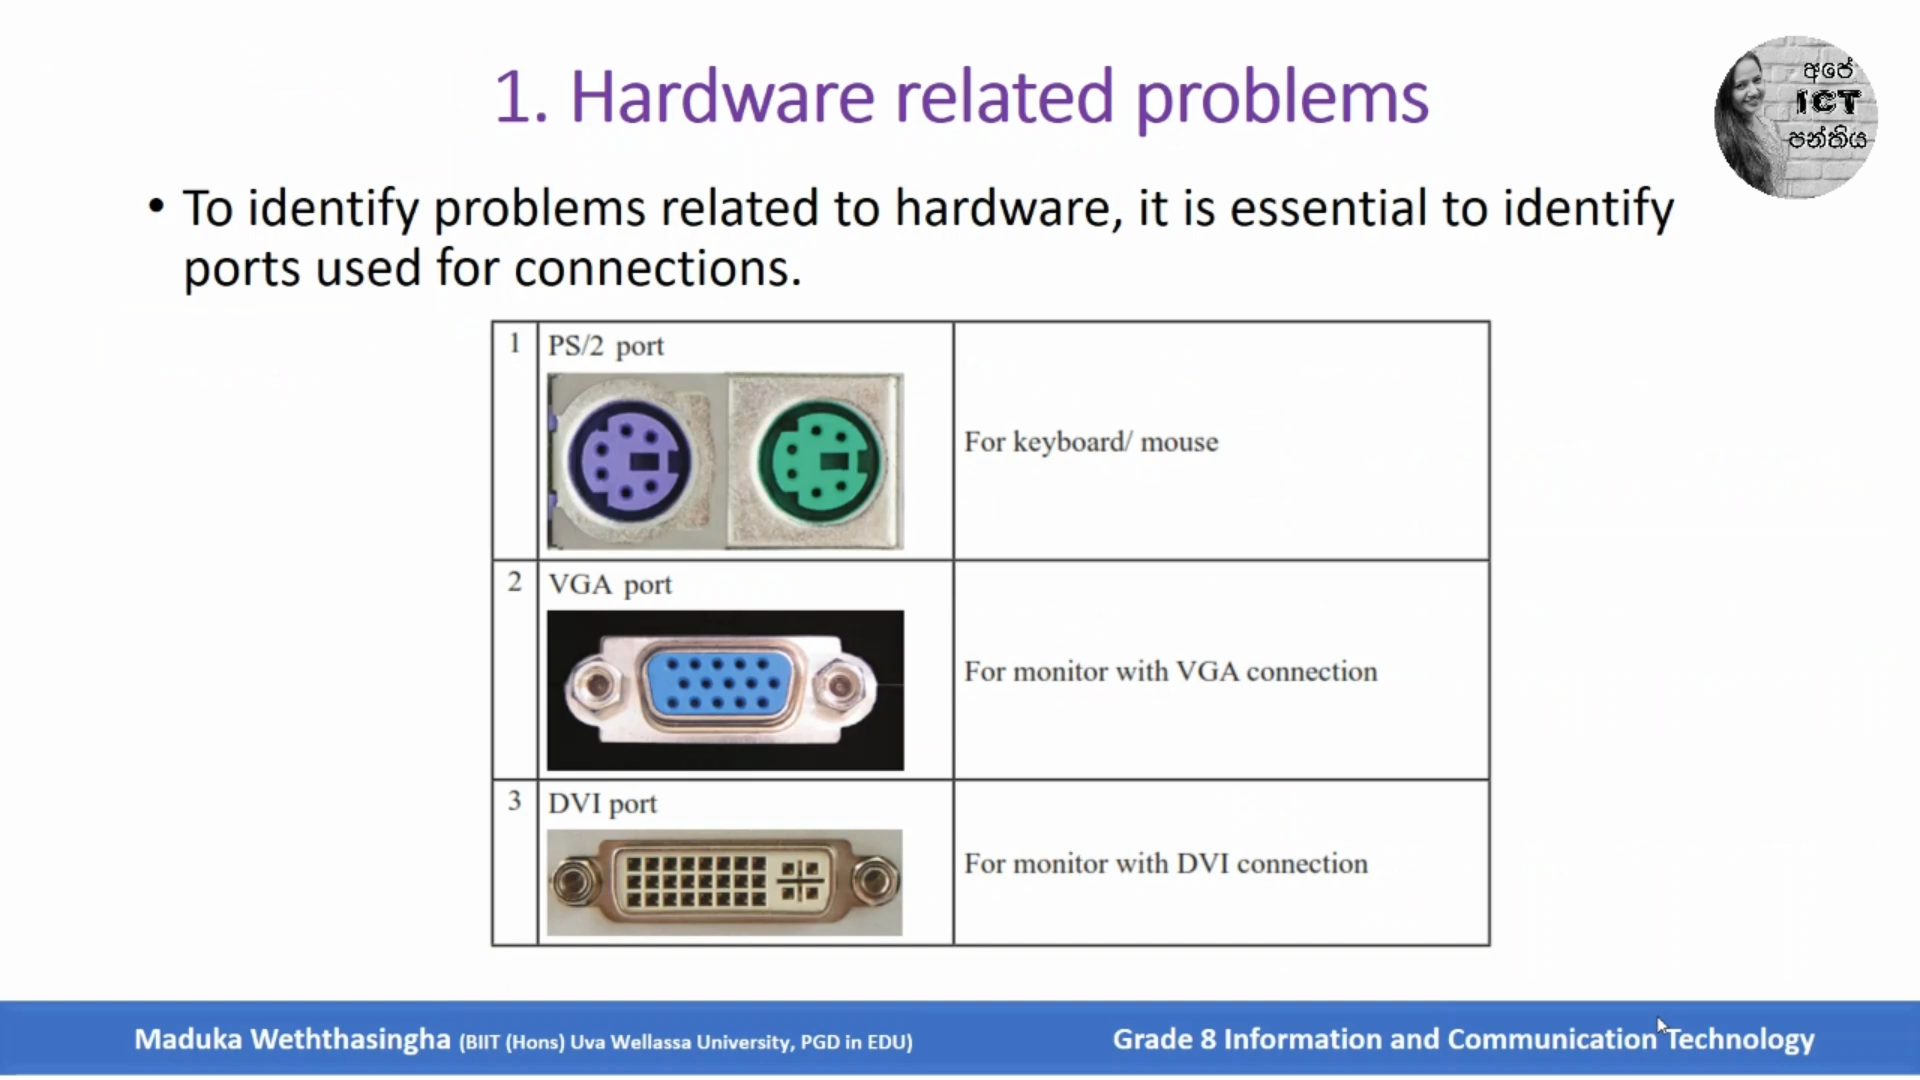 1. Hardware related problems
අපේ
ICT
පන්තිය
• To identify problems related to hardware, it is essential to identify
ports used for connections.
1 PS/2 port
For keyboard/ mouse
2 VGA port
For monitor with VGA connection
3 DVI port
For monitor with DVI connection
Maduka Weththasingha (BIIT (Hons) Uva Wellassa University, PGD in EDU)
Grade 8 Information and Communication Technology